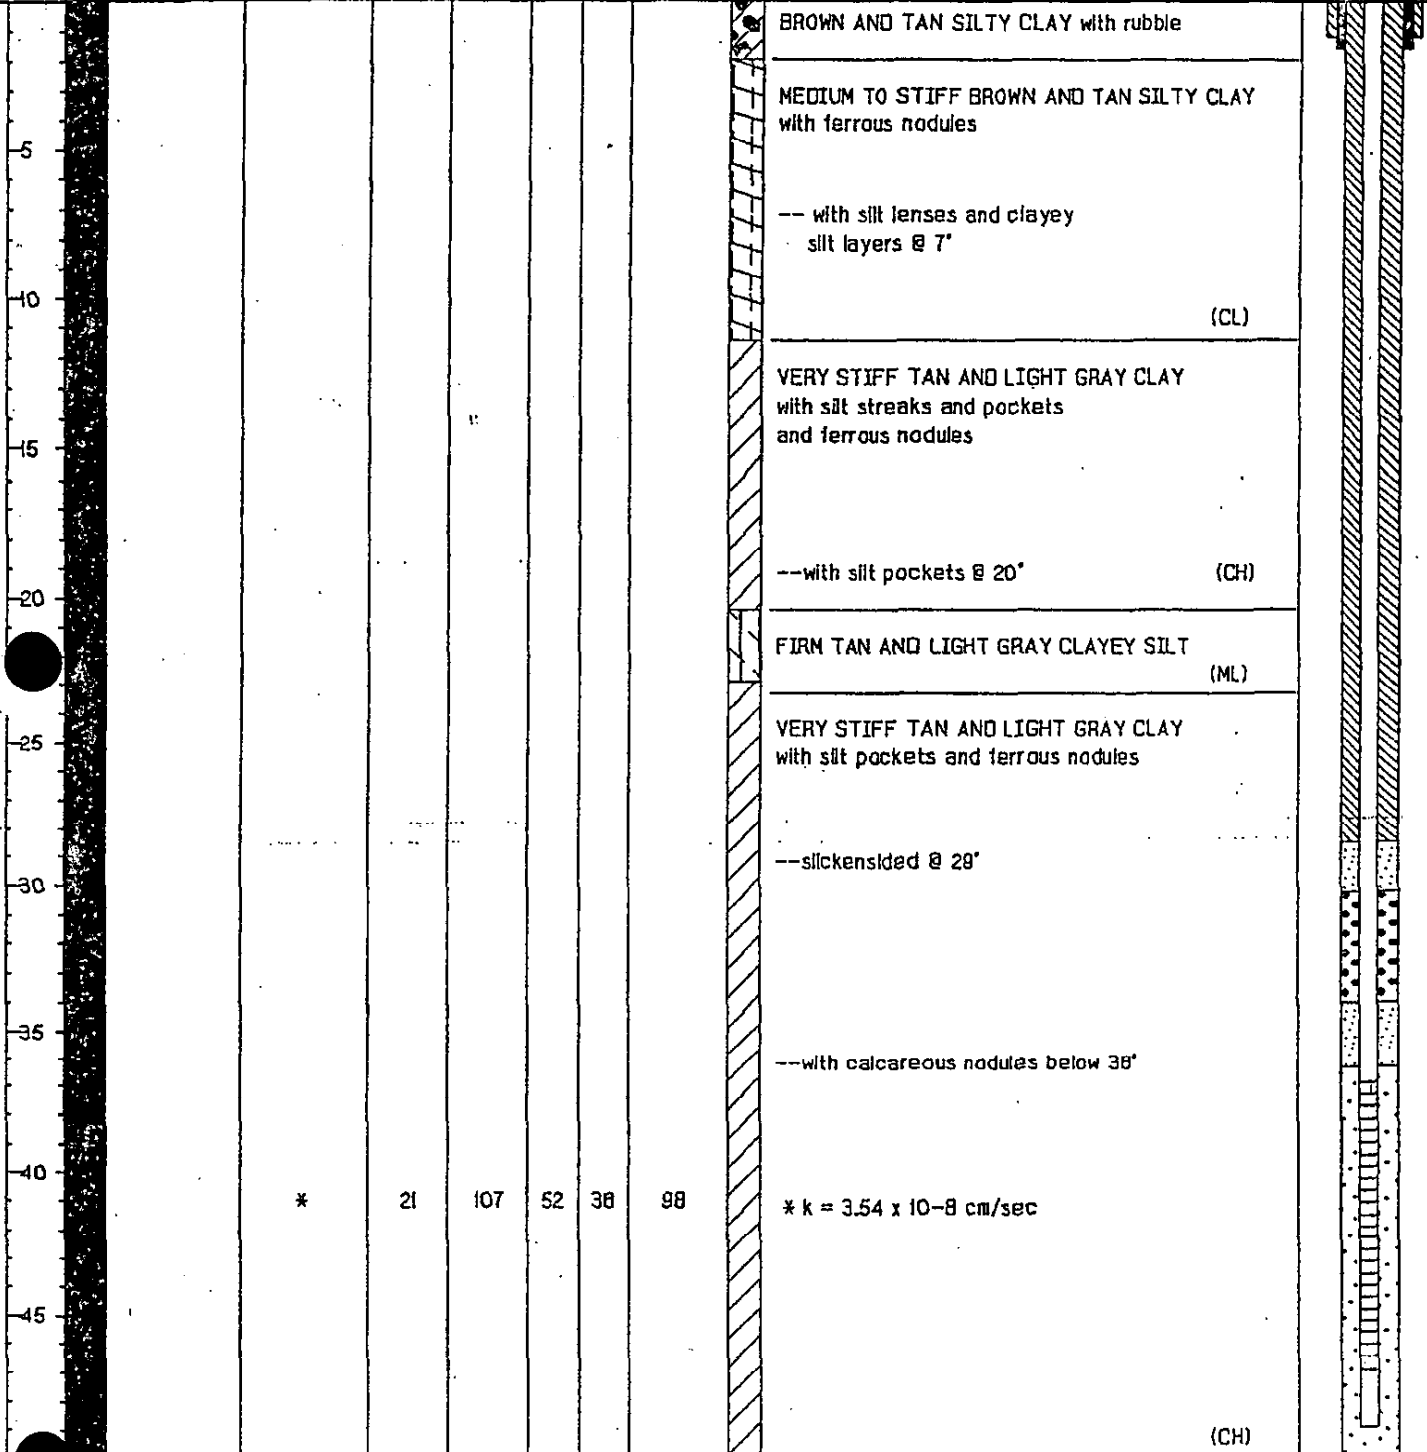 BROWN AND TAN SILTY CLAY with rubble
MEDIUM TO STIFF BROWN AND TAN SILTY CLAY
with ferrous nodules
5
-- with silt lenses and clayey
silt layers @ 7'
10
(CL)
VERY STIFF TAN AND LIGHT GRAY CLAY
with silt streaks and pockets
and ferrous nodules
15
--with silt pockets @ 20' (CH)
20
FIRM TAN AND LIGHT GRAY CLAYEY SILT
(ML)
25
VERY STIFF TAN AND LIGHT GRAY CLAY
with silt pockets and ferrous nodules
--slickensided @ 29'
30
35
--with calcareous nodules below 36'
40
* 21 107 52 36 98 * k = 3.54 x 10-8 cm/sec
45
(CH)